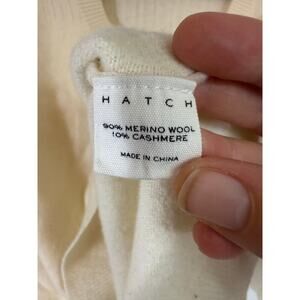 HATCH
90% MERINO WOOL
10% CASHMERE
MADE IN CHINA